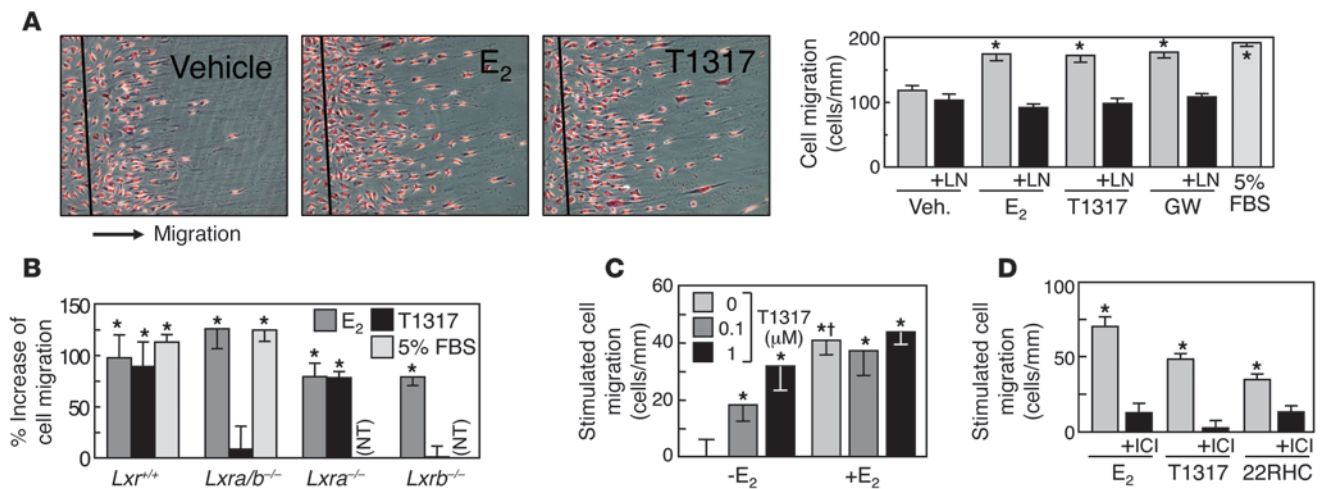 A
Vehicle
E2
T1317
Migration
Cell migration
(cells/mm)
200
100
0
+LN +LN +LN +LN
Veh. E2 T1317 GW 5% FBS
* * * *
B
% Increase of
cell migration
150
100
50
0
E2 T1317
5% FBS
* * * * * * * *
(NT) (NT)
Lxr+/+ Lxra/b–/– Lxra–/– Lxrb–/–
C
Stimulated cell
migration
(cells/mm)
60
40
20
0
0
0.1
1
T1317
(μM)
* * *† * *
-E2 +E2
D
Stimulated cell
migration
(cells/mm)
100
50
0
* * *
+ICI +ICI +ICI
E2 T1317 22RHC